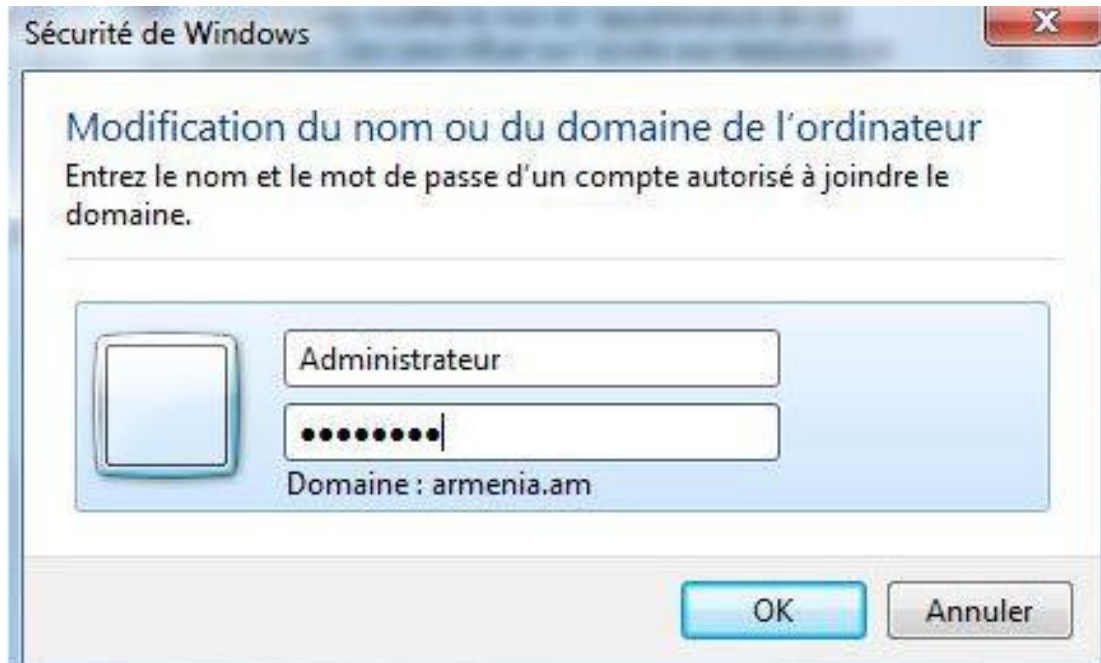 Sécurité de Windows
Modification du nom ou du domaine de l'ordinateur
Entrez le nom et le mot de passe d'un compte autorisé à joindre le
domaine.
Administrateur
••••••••
Domaine : armenia.am
OK
Annuler